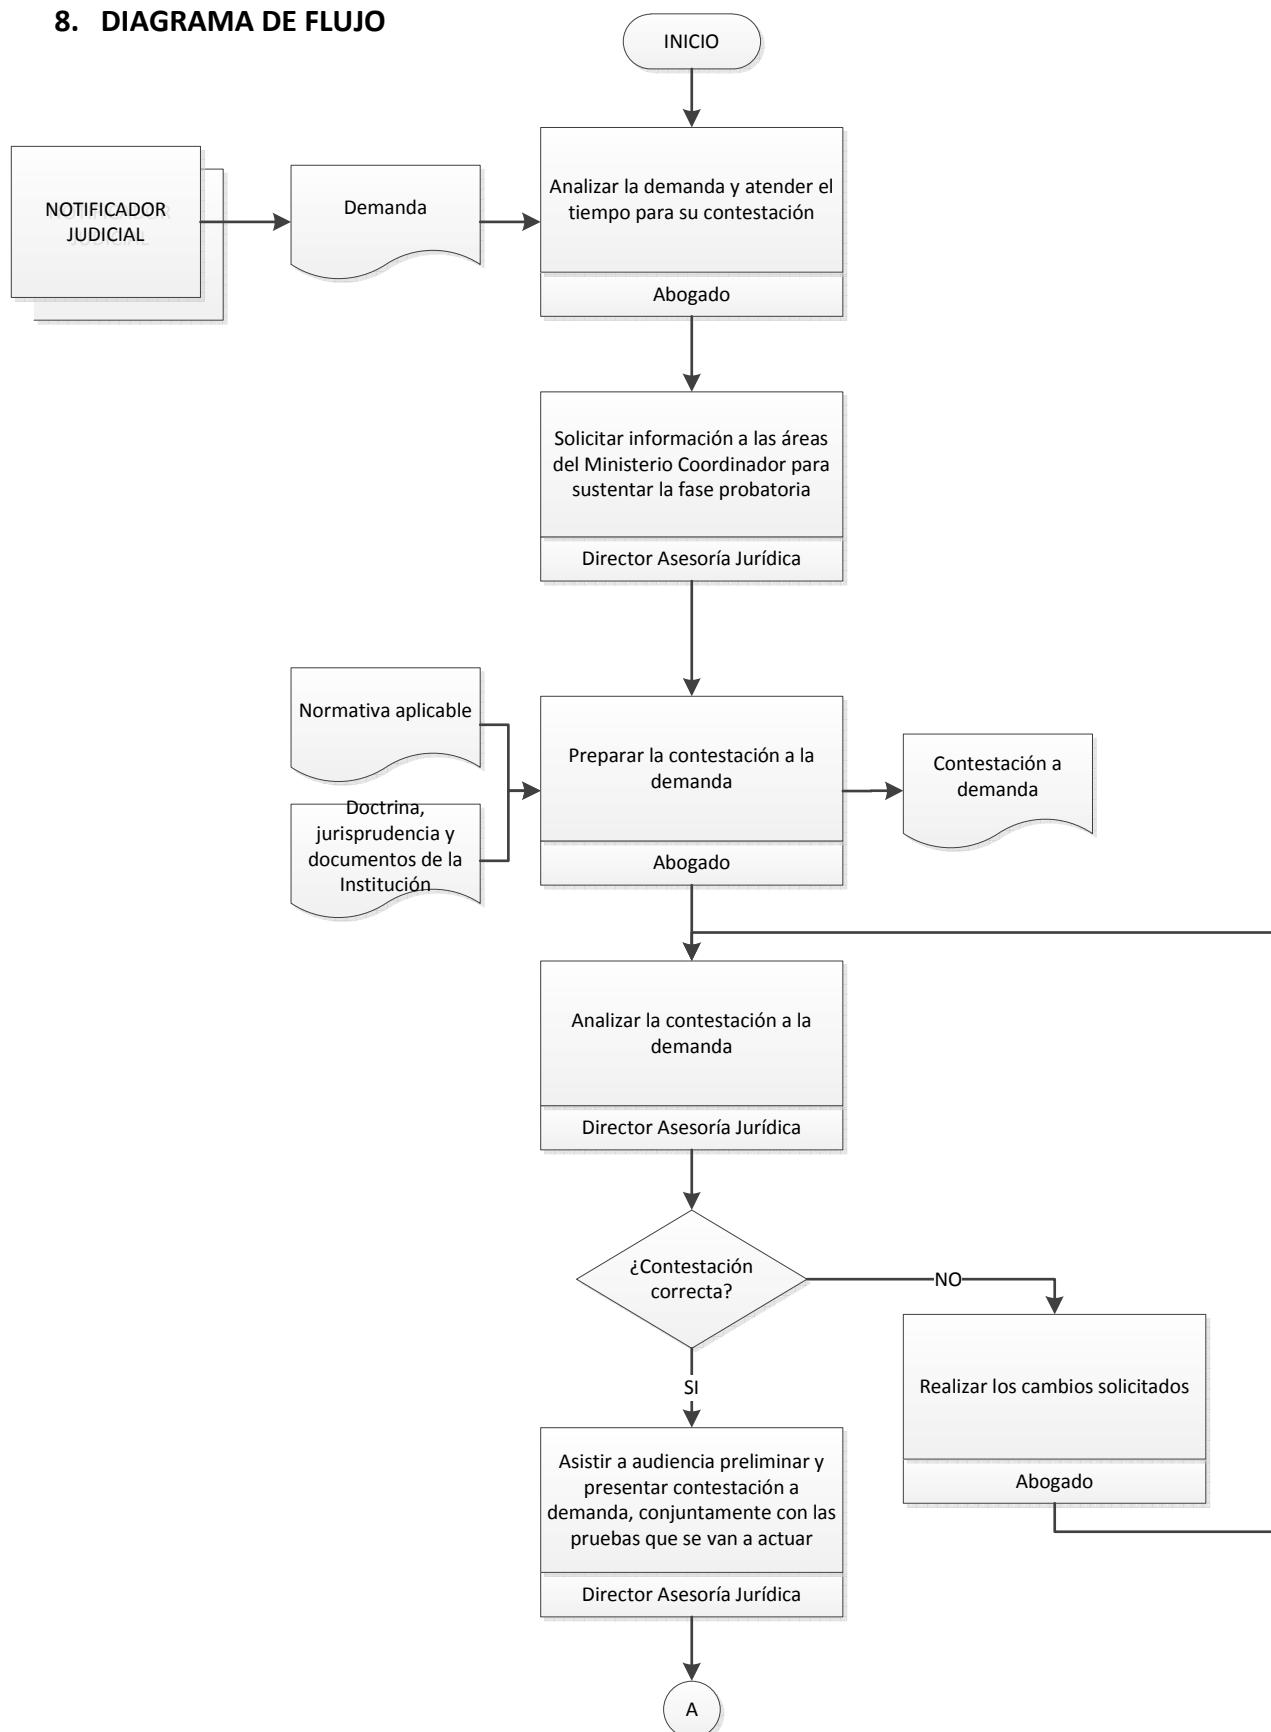 8. DIAGRAMA DE FLUJO
INICIO
NOTIFICADOR
JUDICIAL
Demanda
Analizar la demanda y atender el
tiempo para su contestación
Abogado
Solicitar información a las áreas
del Ministerio Coordinador para
sustentar la fase probatoria
Director Asesoría Jurídica
Normativa aplicable
Doctrina,
jurisprudencia y
documentos de la
Institución
Preparar la contestación a la
demanda
Abogado
Contestación a
demanda
Analizar la contestación a la
demanda
Director Asesoría Jurídica
¿Contestación
correcta?
NO
SI
Realizar los cambios solicitados
Abogado
Asistir a audiencia preliminar y
presentar contestación a
demanda, conjuntamente con las
pruebas que se van a actuar
Director Asesoría Jurídica
A